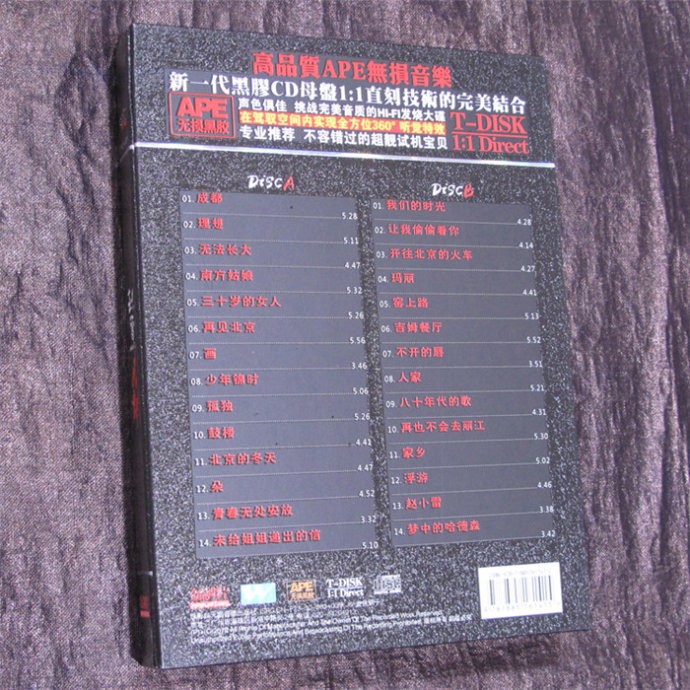 高品質APE無損音樂
新一代黑膠CD母盤1:1直刻技術的完美結合
APE
无损黑胶
声色俱佳 挑战完美音质的HI-FI发烧大碟
在驾驭空间内实现全方位360°听觉特效
专业推荐 不容错过的超靓试机宝贝
T-DISK
1:1 Direct
DISC A
01. 成都 5.28
02. 理想 5.11
03. 无法长大 4.47
04. 南方姑娘 5.32
05. 三十岁的女人 5.26
06. 再见北京 5.56
07. 画 3.46
08. 少年锦时 5.06
09. 孤独 5.26
10. 鼓楼 4.41
11. 北京的冬天 4.47
12. 朵 4.52
13. 青春无处安放 3.32
14. 未给姐姐递出的信 5.10
DISC B
01. 我们的时光 4.28
02. 让我偷偷看你 4.14
03. 开往北京的火车 4.27
04. 玛丽 4.41
05. 窑上路 5.13
06. 吉姆餐厅 5.52
07. 不开的唇 3.51
08. 人家 5.21
09. 八十年代的歌 4.31
10. 再也不会去丽江 5.30
11. 家乡 5.02
12. 浮游 4.46
13. 赵小雷 3.38
14. 梦中的哈德森 3.42
APE
T-DISK
1:1 Direct